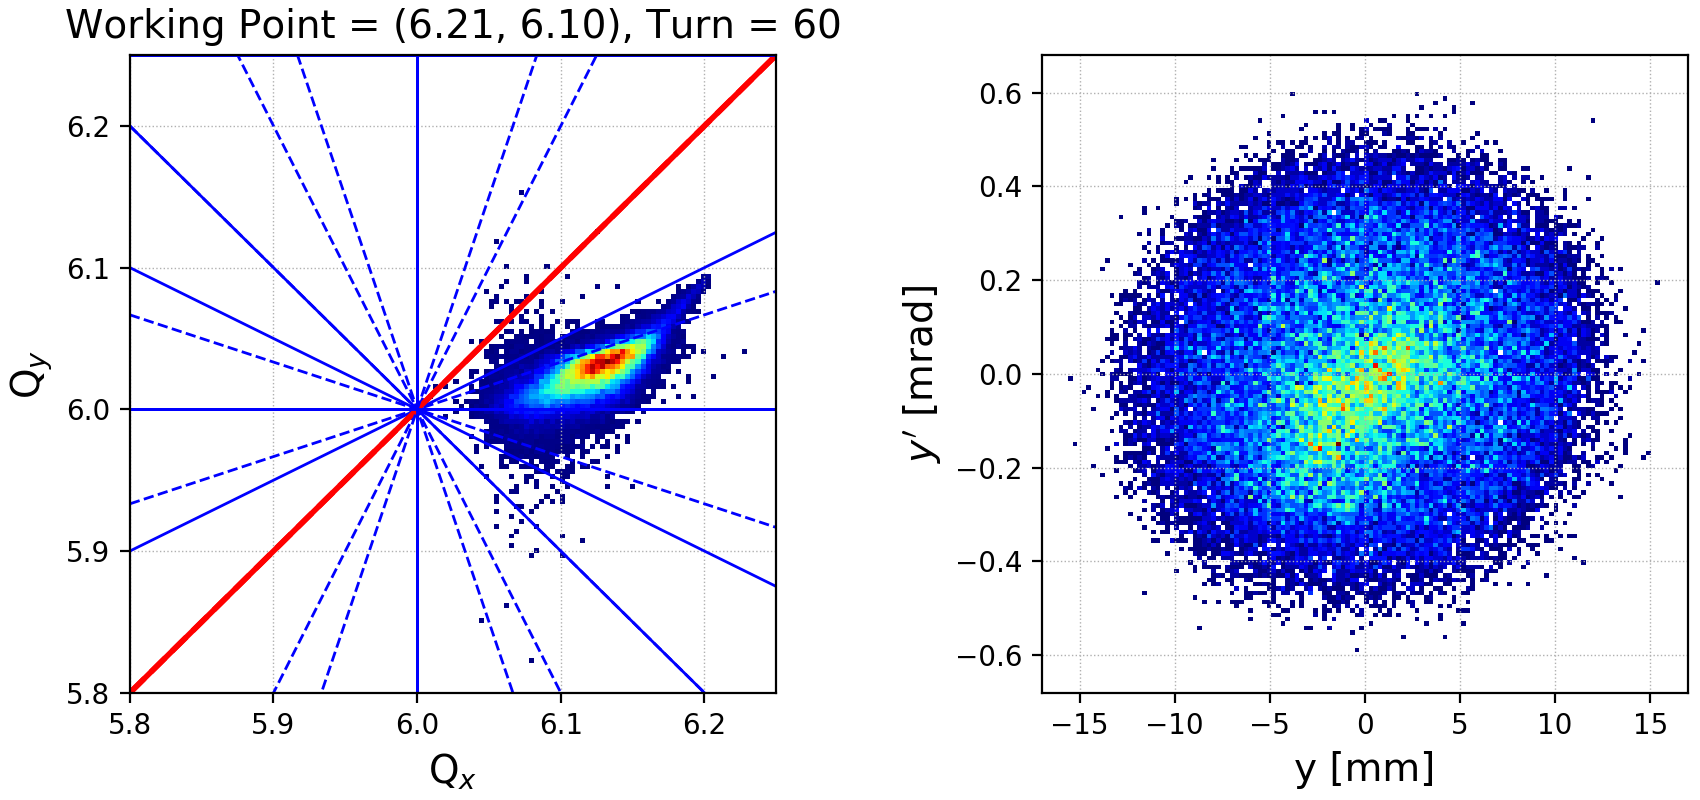 Working Point = (6.21, 6.10), Turn = 60
6.2
6.1
6.0
5.9
5.8
Q_y
5.8 5.9 6.0 6.1 6.2
Q_x
0.6
0.4
0.2
0.0
−0.2
−0.4
−0.6
y′ [mrad]
−15 −10 −5 0 5 10 15
y [mm]